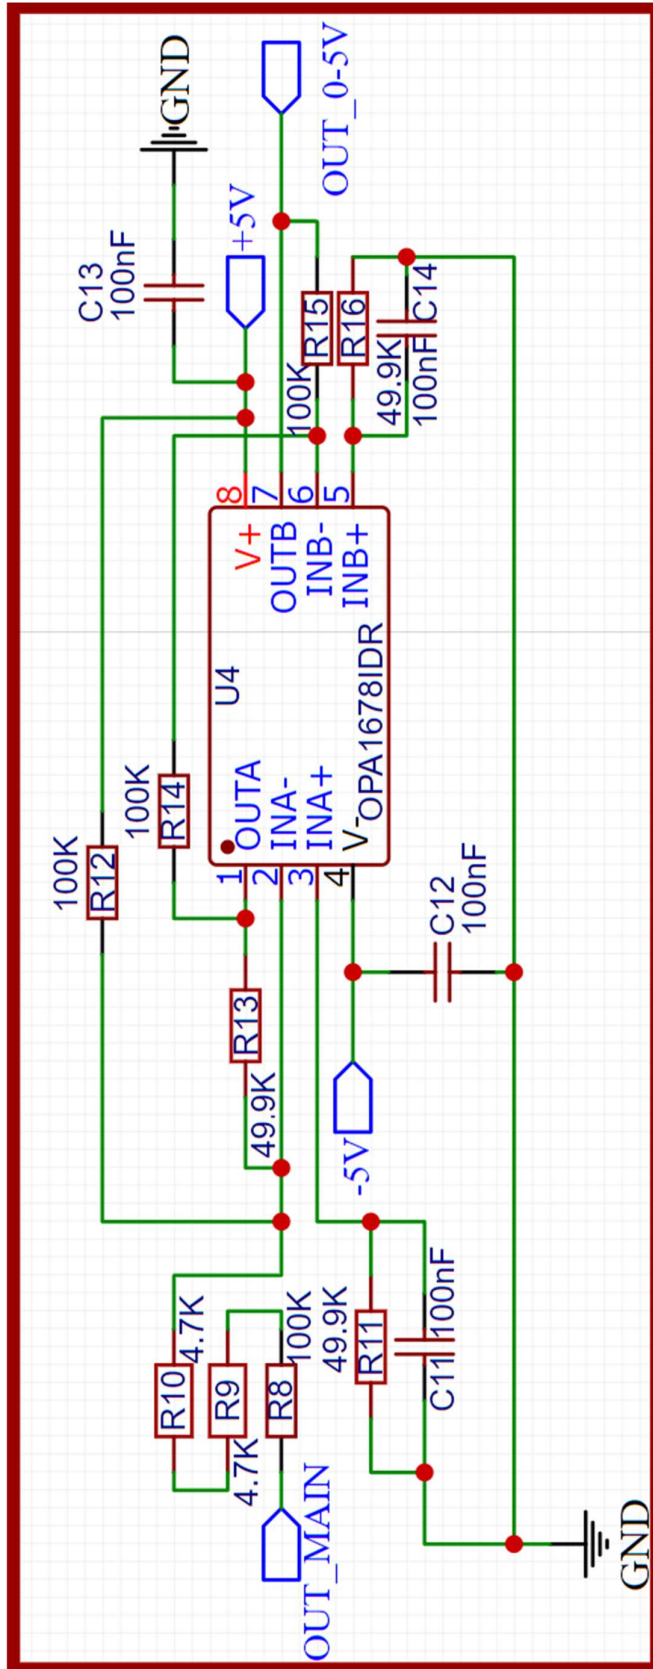 GND
OUT_0-5V
C13
100nF
+5V
R15
100K
R16
49.9K
C14
100nF
8
7
6
5
V+
OUTB
INB-
INB+
U4
OPA1678IDR
OUTA
INA-
INA+
V-
1
2
3
4
100K
R14
100K
R12
C12
100nF
R13
49.9K
-5V
R10
4.7K
R9
4.7K
R8
100K
49.9K
R11
C11
100nF
OUT_MAIN
GND